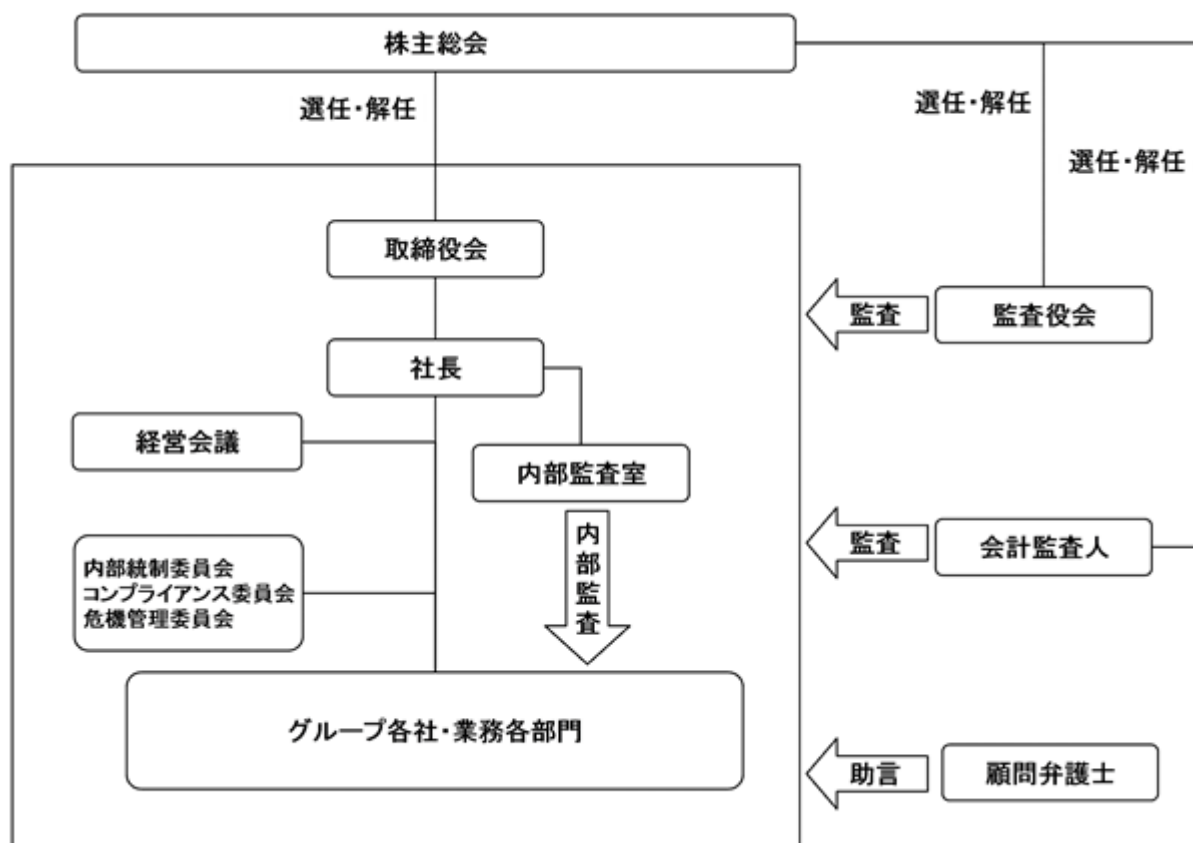 株主総会
選任・解任
選任・解任
選任・解任
取締役会
監査
監査役会
社長
経営会議
内部監査室
内部監査
監査
会計監査人
内部統制委員会
コンプライアンス委員会
危機管理委員会
グループ各社・業務各部門
助言
顧問弁護士